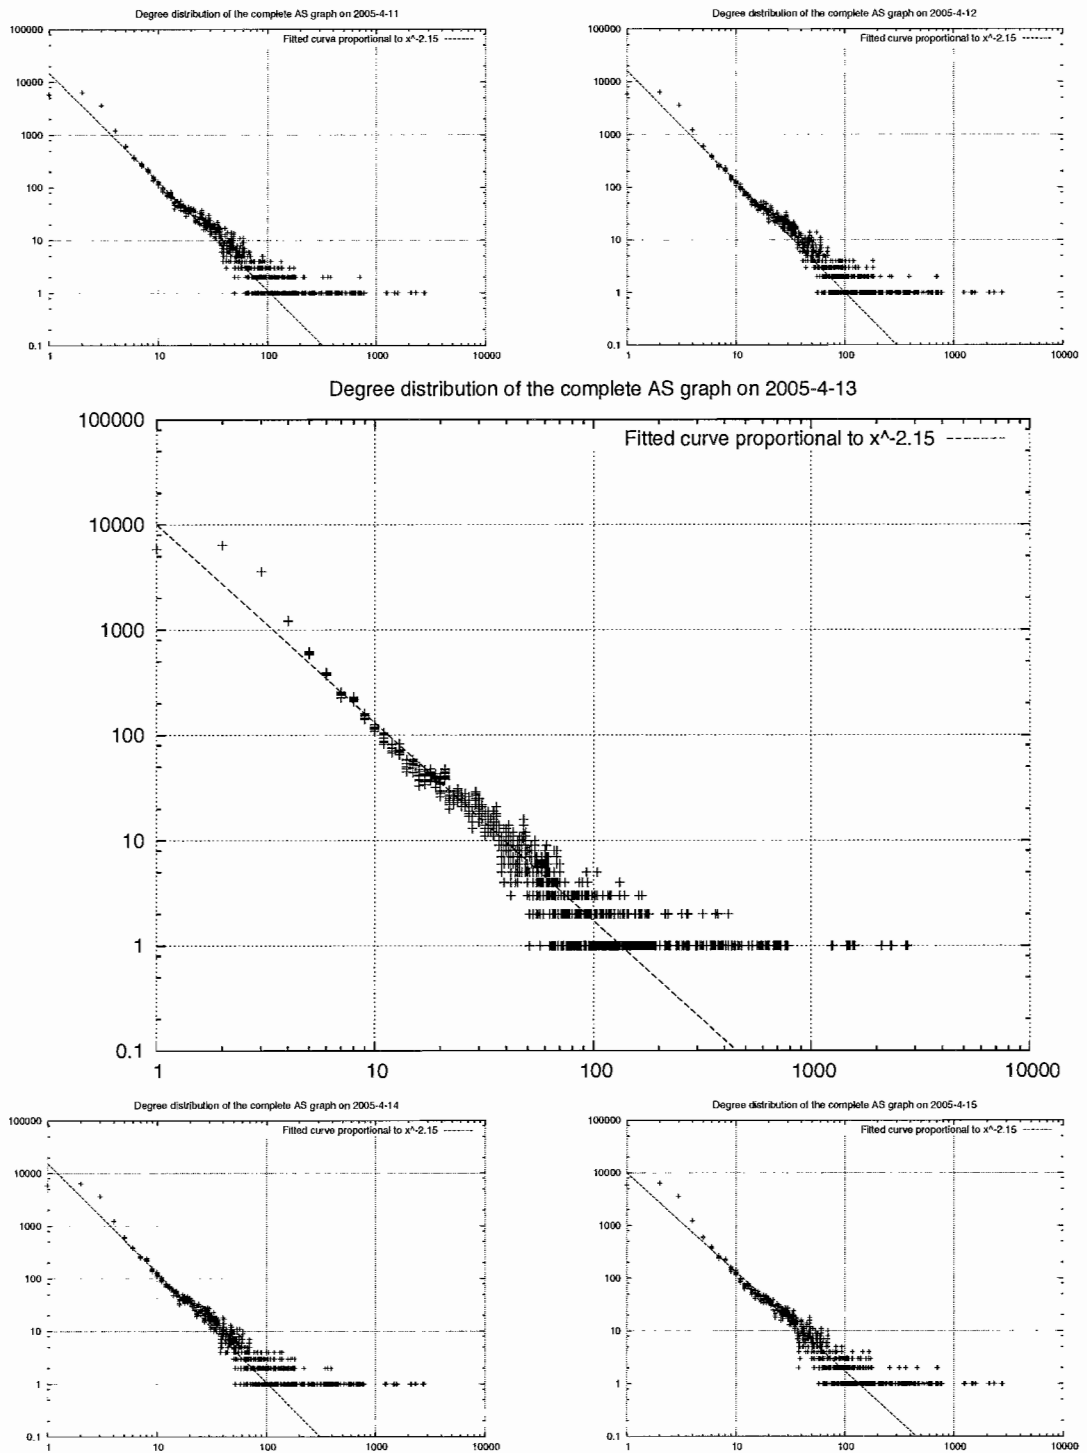 Degree distribution of the complete AS graph on 2005-4-11
Fitted curve proportional to x^-2.15
100000
10000
1000
100
10
1
0.1
1 10 100 1000 10000
Degree distribution of the complete AS graph on 2005-4-12
Fitted curve proportional to x^-2.15
100000
10000
1000
100
10
1
0.1
1 10 100 1000 10000
Degree distribution of the complete AS graph on 2005-4-13
Fitted curve proportional to x^-2.15
100000
10000
1000
100
10
1
0.1
1 10 100 1000 10000
Degree distribution of the complete AS graph on 2005-4-14
Fitted curve proportional to x^-2.15
100000
10000
1000
100
10
1
0.1
1 10 100 1000 10000
Degree distribution of the complete AS graph on 2005-4-15
Fitted curve proportional to x^-2.15
100000
10000
1000
100
10
1
0.1
1 10 100 1000 10000